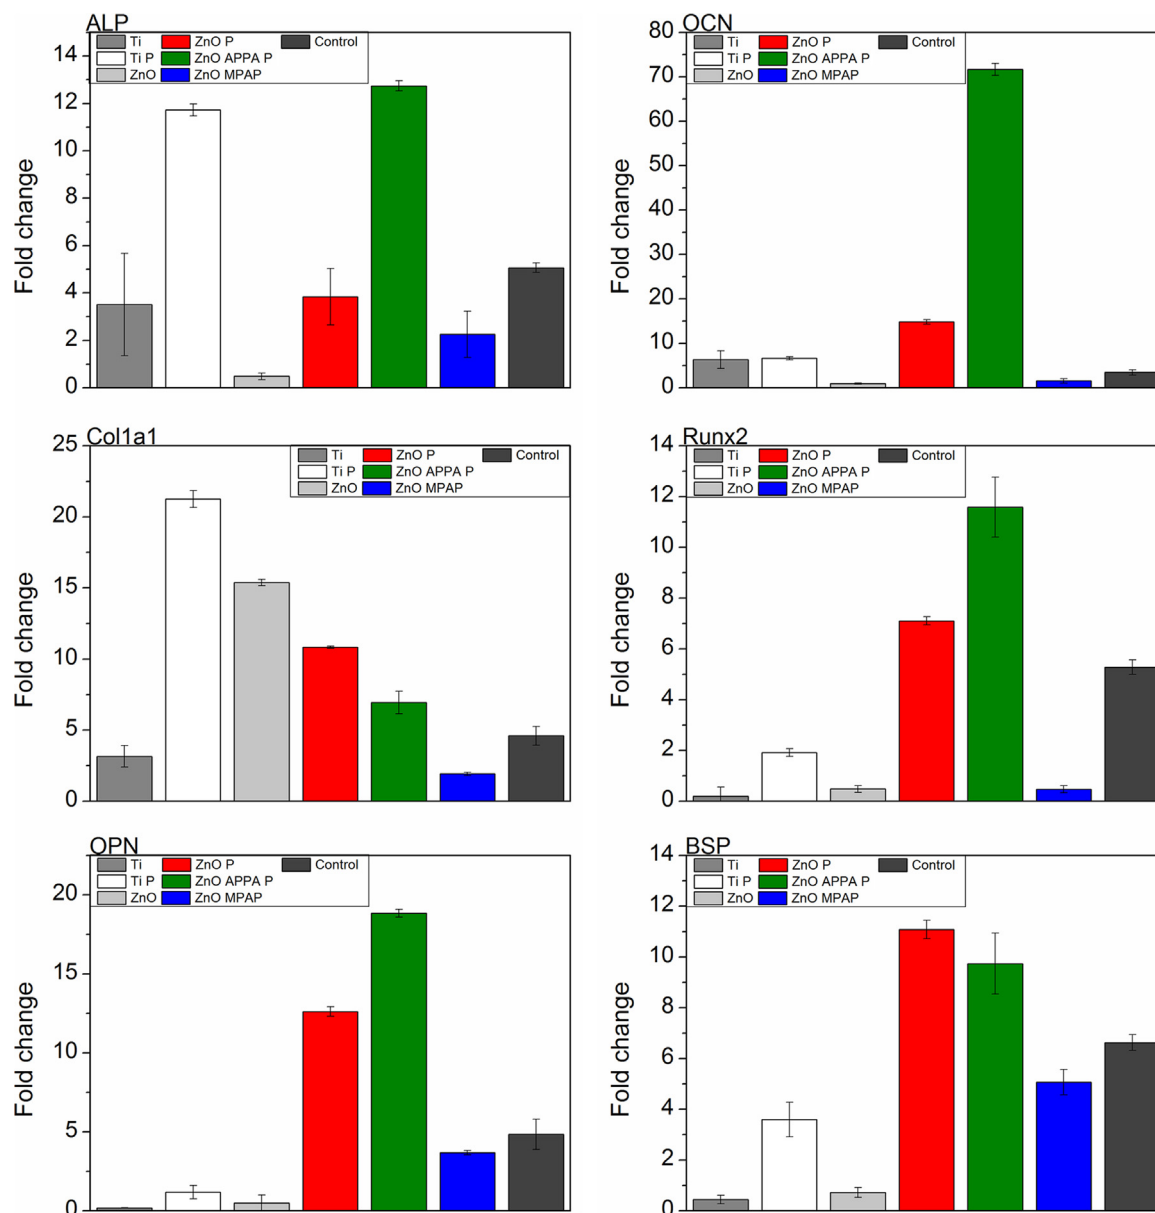 ALP
Ti ZnO P Control
Ti P ZnO APPA P
ZnO ZnO MPAP
Fold change
14
12
10
8
6
4
2
0
OCN
Ti ZnO P Control
Ti P ZnO APPA P
ZnO ZnO MPAP
Fold change
80
70
60
50
40
30
20
10
0
Col1a1
Ti ZnO P Control
Ti P ZnO APPA P
ZnO ZnO MPAP
Fold change
25
20
15
10
5
0
Runx2
Ti ZnO P Control
Ti P ZnO APPA P
ZnO ZnO MPAP
Fold change
14
12
10
8
6
4
2
0
OPN
Ti ZnO P Control
Ti P ZnO APPA P
ZnO ZnO MPAP
Fold change
20
15
10
5
0
BSP
Ti ZnO P Control
Ti P ZnO APPA P
ZnO ZnO MPAP
Fold change
14
12
10
8
6
4
2
0